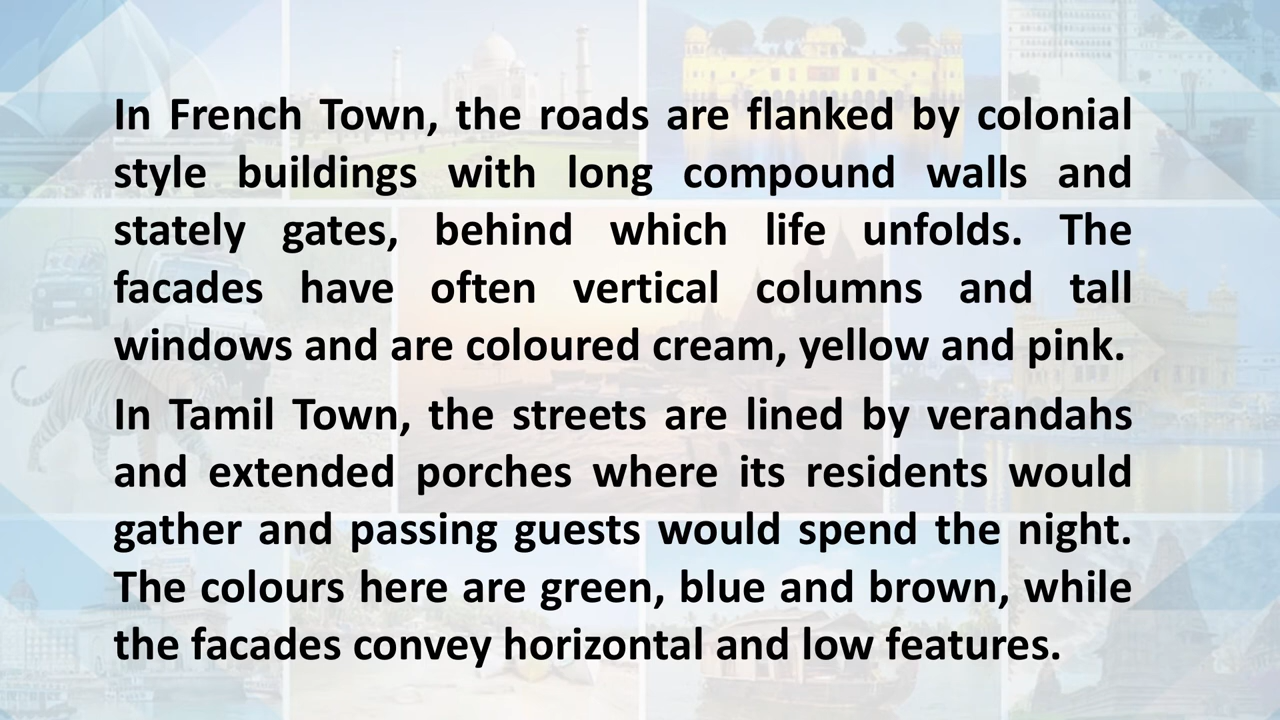 In French Town, the roads are flanked by colonial
style buildings with long compound walls and
stately gates, behind which life unfolds. The
facades have often vertical columns and tall
windows and are coloured cream, yellow and pink.
In Tamil Town, the streets are lined by verandahs
and extended porches where its residents would
gather and passing guests would spend the night.
The colours here are green, blue and brown, while
the facades convey horizontal and low features.